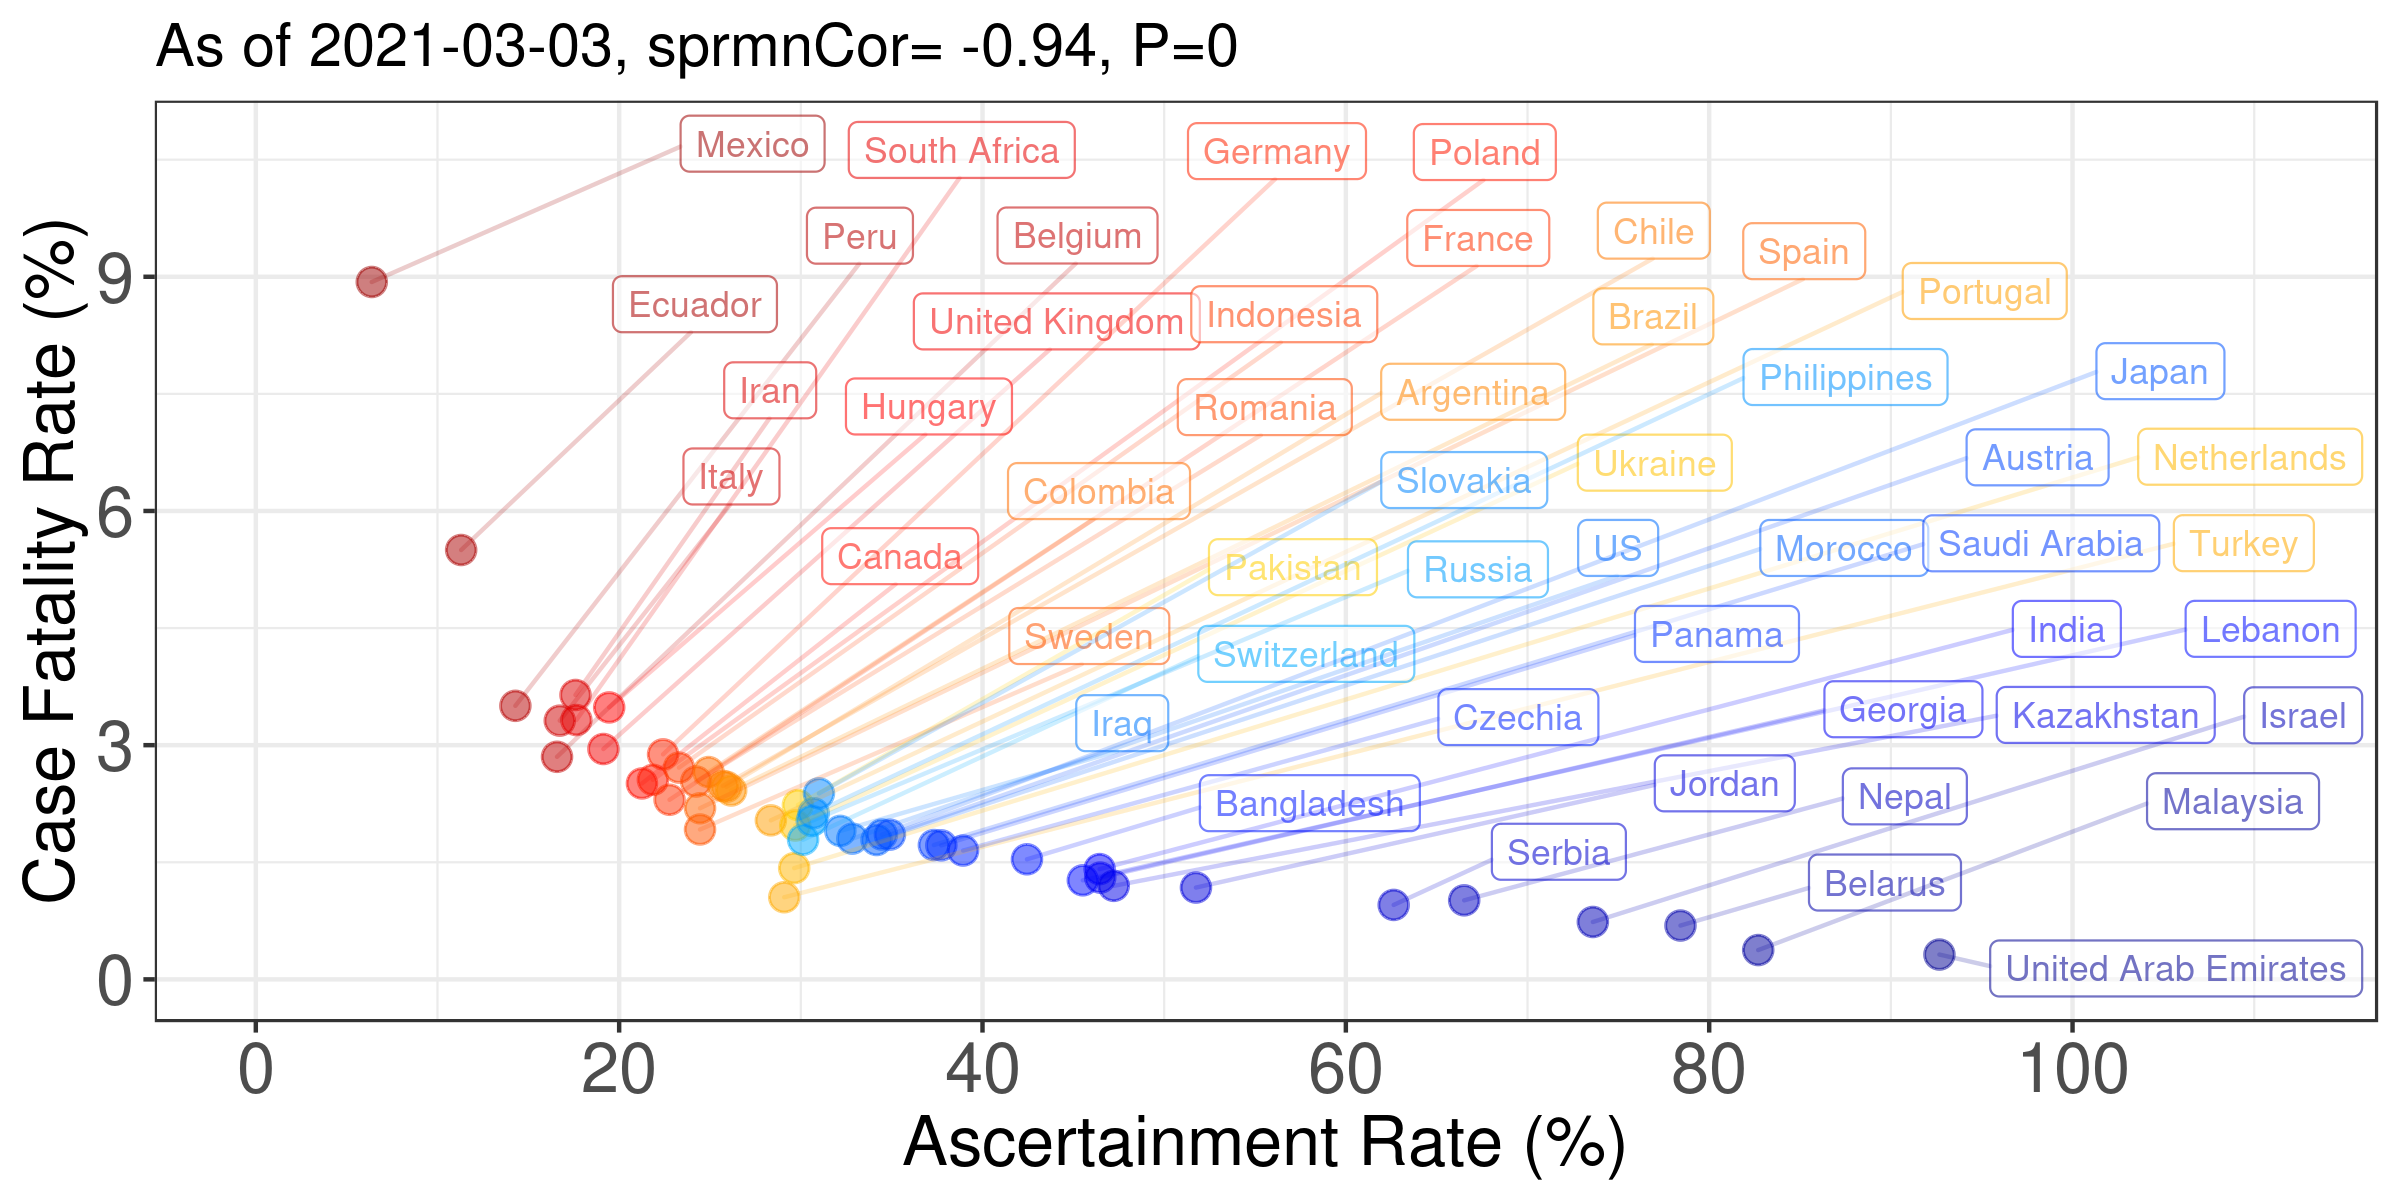 As of 2021-03-03, sprmnCor= -0.94, P=0
Case Fatality Rate (%)
9
6
3
0
Mexico
South Africa
Germany
Poland
Peru
Belgium
France
Chile
Spain
Ecuador
United Kingdom
Indonesia
Brazil
Portugal
Iran
Hungary
Romania
Argentina
Philippines
Japan
Italy
Colombia
Slovakia
Ukraine
Austria
Netherlands
Canada
Pakistan
Russia
US
Morocco
Saudi Arabia
Turkey
Sweden
Switzerland
Panama
India
Lebanon
Iraq
Czechia
Georgia
Kazakhstan
Israel
Bangladesh
Jordan
Nepal
Malaysia
Serbia
Belarus
United Arab Emirates
0
20
40
60
80
100
Ascertainment Rate (%)